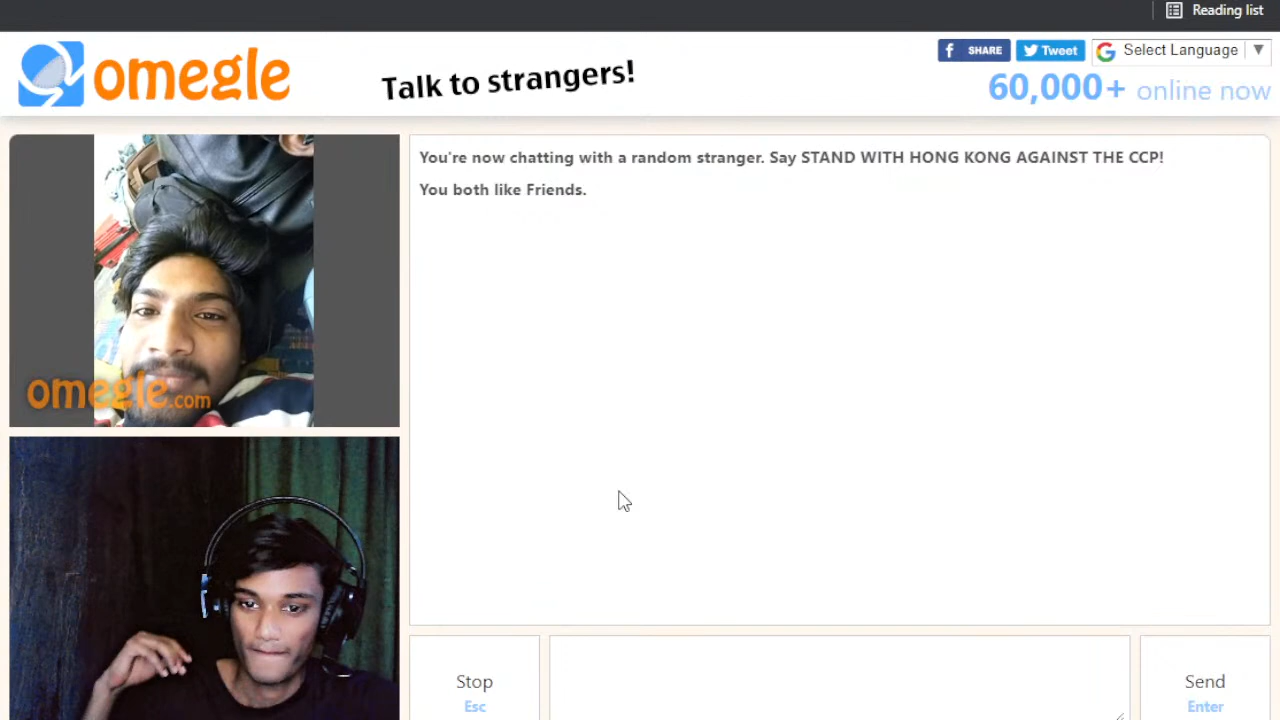 Reading list
omegle
Talk to strangers!
f SHARE
Tweet
G Select Language ▼
60,000+ online now
You're now chatting with a random stranger. Say STAND WITH HONG KONG AGAINST THE CCP!
You both like Friends.
omegle.com
Stop
Esc
Send
Enter